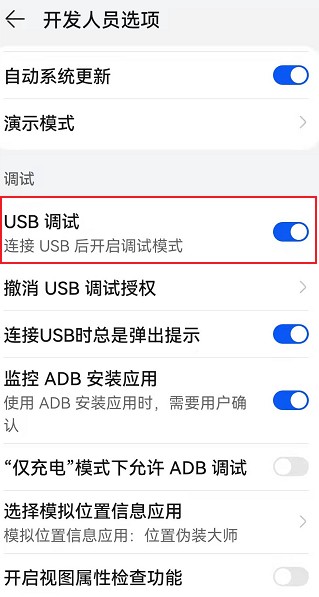 开发人员选项
自动系统更新
演示模式
调试
USB 调试
连接 USB 后开启调试模式
撤消 USB 调试授权
连接USB时总是弹出提示
监控 ADB 安装应用
使用 ADB 安装应用时，需要用户确
认
“仅充电”模式下允许 ADB 调试
选择模拟位置信息应用
模拟位置信息应用：位置伪装大师
开启视图属性检查功能